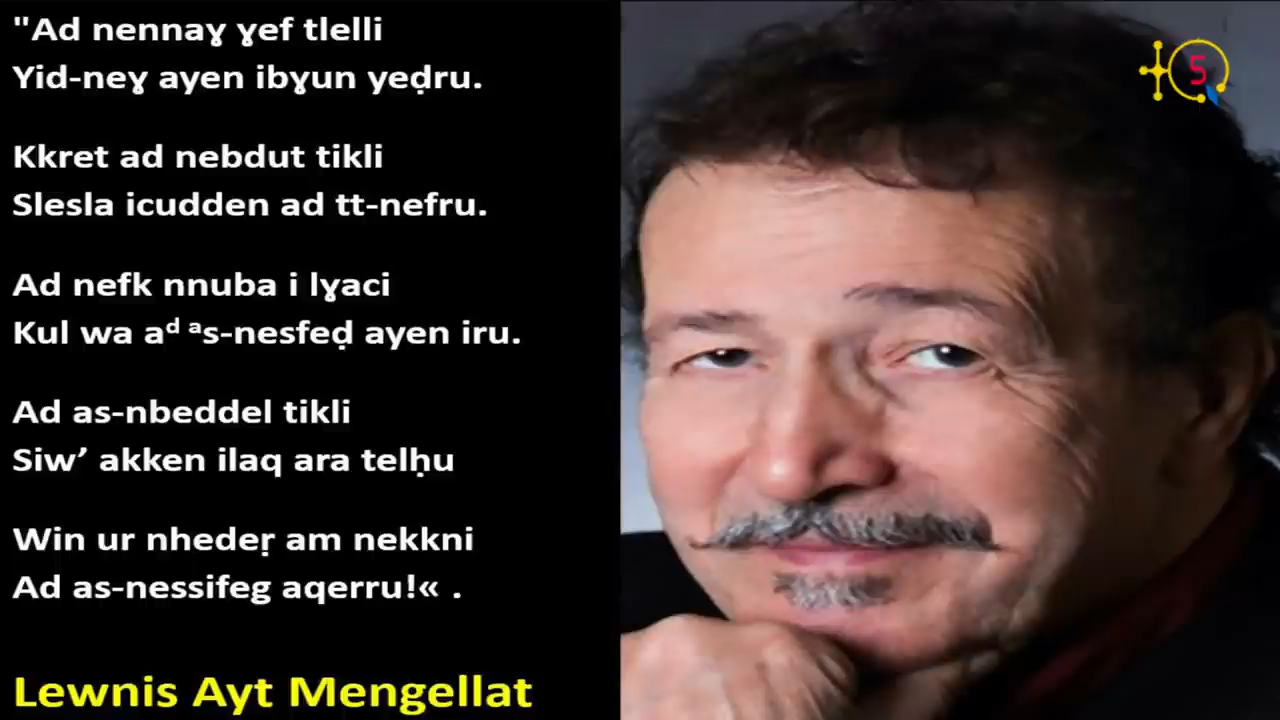 "Ad nennaɣ ɣef tlelli
Yid-neɣ ayen ibɣun yeḍru.
Kkret ad nebdut tikli
Slesla icudden ad tt-nefru.
Ad nefk nnuba i lɣaci
Kul wa aᵈ ᵃs-nesfeḍ ayen iru.
Ad as-nbeddel tikli
Siw’ akken ilaq ara telḥu
Win ur nhedeṛ am nekkni
Ad as-nessifeg aqerru!« .
Lewnis Ayt Mengellat
5